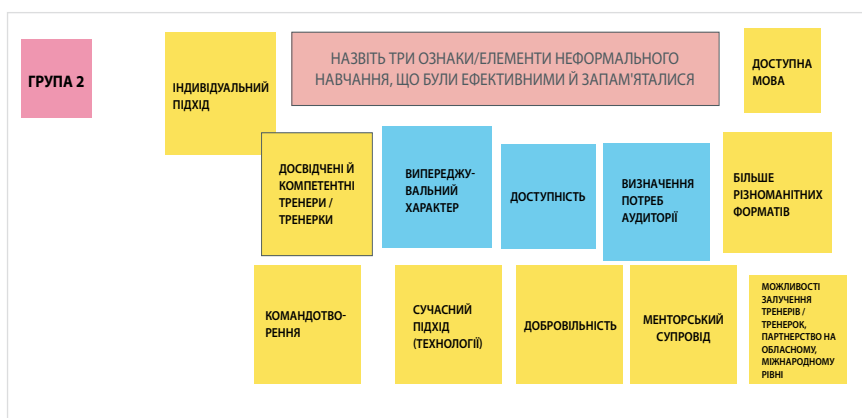 ГРУПА 2
ІНДИВІДУАЛЬНИЙ
ПІДХІД
НАЗВІТЬ ТРИ ОЗНАКИ/ЕЛЕМЕНТИ НЕФОРМАЛЬНОГО
НАВЧАННЯ, ЩО БУЛИ ЕФЕКТИВНИМИ Й ЗАПАМ'ЯТАЛИСЯ
ДОСТУПНА
МОВА
ДОСВІДЧЕНІ Й
КОМПЕТЕНТНІ
ТРЕНЕРИ /
ТРЕНЕРКИ
ВИПЕРЕДЖУ-
ВАЛЬНИЙ
ХАРАКТЕР
ДОСТУПНІСТЬ
ВИЗНАЧЕННЯ
ПОТРЕБ
АУДИТОРІЇ
БІЛЬШЕ
РІЗНОМАНІТНИХ
ФОРМАТІВ
КОМАНДОТВО-
РЕННЯ
СУЧАСНИЙ
ПІДХІД
(ТЕХНОЛОГІЇ)
ДОБРОВІЛЬНІСТЬ
МЕНТОРСЬКИЙ
СУПРОВІД
МОЖЛИВОСТІ
ЗАЛУЧЕННЯ
ТРЕНЕРІВ /
ТРЕНЕРОК,
ПАРТНЕРСТВО НА
ОБЛАСНОМУ,
МІЖНАРОДНОМУ
РІВНІ